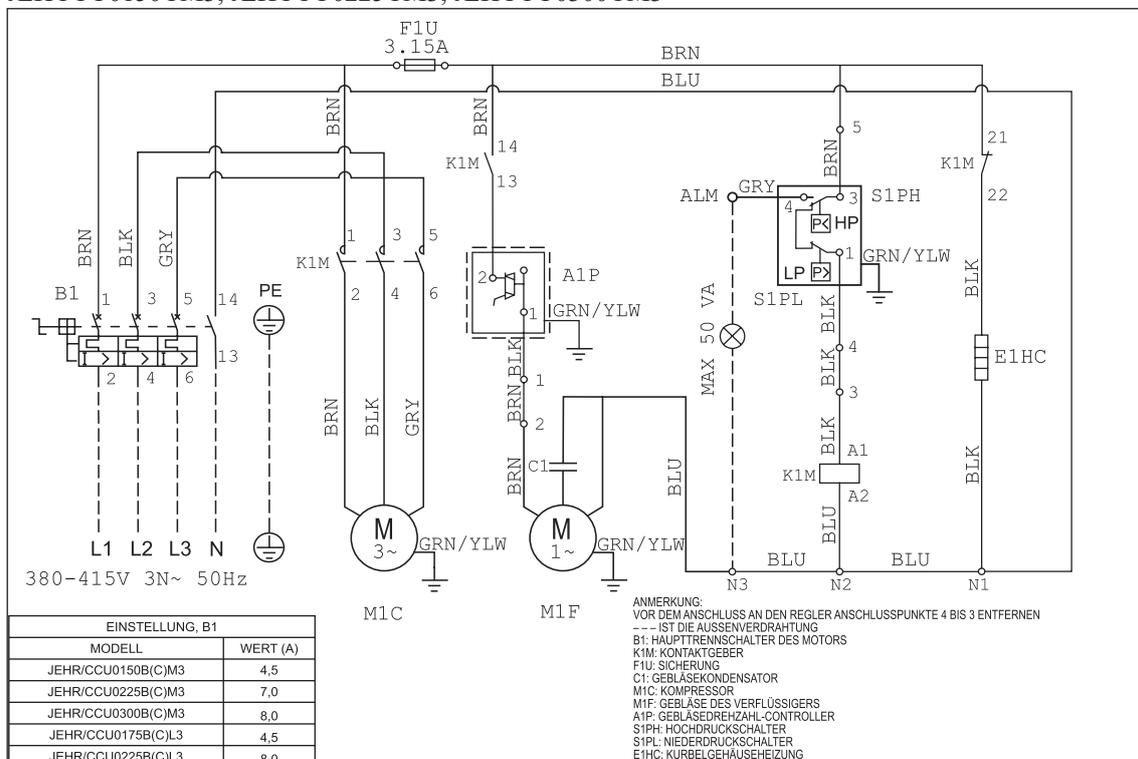 F1U
3.15A
BRN
BLU
BRN
BRN
5
BRN
21
K1M
22
14
K1M
13
ALM
GRY
4
3
S1PH
P< HP
1
LP P>
GRN/YLW
S1PL
BRN
BLK
GRY
B1
1
3
5
14
PE
2
4
6
13
K1M
1
3
5
2
4
6
2
A1P
1
GRN/YLW
BLK
1
BRN
2
BRN
C1
MAX 50 VA
BLK
4
BLK
3
BLK
A1
K1M
A2
BLU
BLK
E1HC
BLK
BRN
BLK
GRY
BLU
M
3~
GRN/YLW
M
1~
GRN/YLW
L1 L2 L3 N
380-415V 3N~ 50Hz
M1C
M1F
BLU
BLU
N3
N2
N1
EINSTELLUNG, B1
MODELL WERT (A)
JEHR/CCU0150B(C)M3 4,5
JEHR/CCU0225B(C)M3 7,0
JEHR/CCU0300B(C)M3 8,0
JEHR/CCU0175B(C)L3 4,5
JEHR/CCU0225B(C)L3 8,0
ANMERKUNG:
VOR DEM ANSCHLUSS AN DEN REGLER ANSCHLUSSPUNKTE 4 BIS 3 ENTFERNEN
--- IST DIE AUSSENVERDRAHTUNG
B1: HAUPTTRENNSCHALTER DES MOTORS
K1M: KONTAKTGEBER
F1U: SICHERUNG
C1: GEBLÄSEKONDENSATOR
M1C: KOMPRESSOR
M1F: GEBLÄSE DES VERFLÜSSIGERS
A1P: GEBLÄSEDREHZAHL-CONTROLLER
S1PH: HOCHDRUCKSCHALTER
S1PL: NIEDERDRUCKSCHALTER
E1HC: KURBELGEHÄUSEHEIZUNG